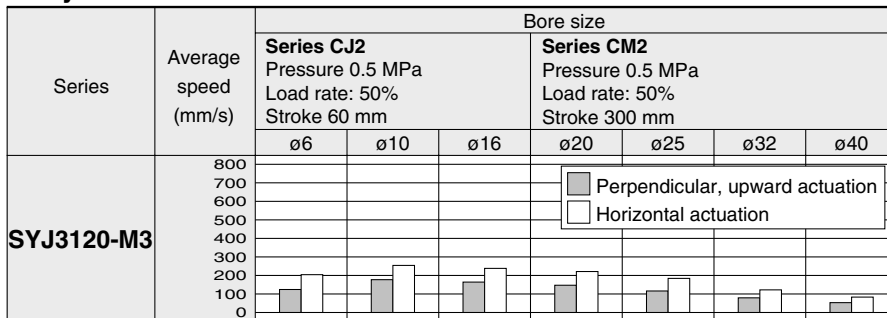 Bore size
Series
Average
speed
(mm/s)
Series CJ2
Pressure 0.5 MPa
Load rate: 50%
Stroke 60 mm
Series CM2
Pressure 0.5 MPa
Load rate: 50%
Stroke 300 mm
ø6 ø10 ø16 ø20 ø25 ø32 ø40
SYJ3120-M3
800
700
600
500
400
300
200
100
0
Perpendicular, upward actuation
Horizontal actuation